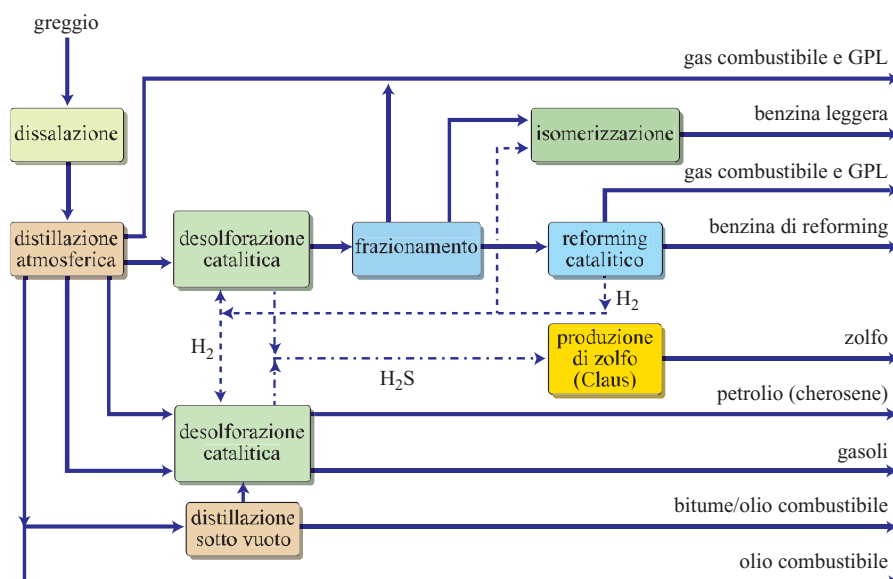 greggio
gas combustibile e GPL
dissalazione
isomerizzazione
benzina leggera
gas combustibile e GPL
distillazione
atmosferica
desolforazione
catalitica
frazionamento
reforming
catalitico
benzina di reforming
H₂
H₂
produzione
di zolfo
(Claus)
zolfo
H₂S
petrolio (cherosene)
desolforazione
catalitica
gasoli
distillazione
sotto vuoto
bitume/olio combustibile
olio combustibile